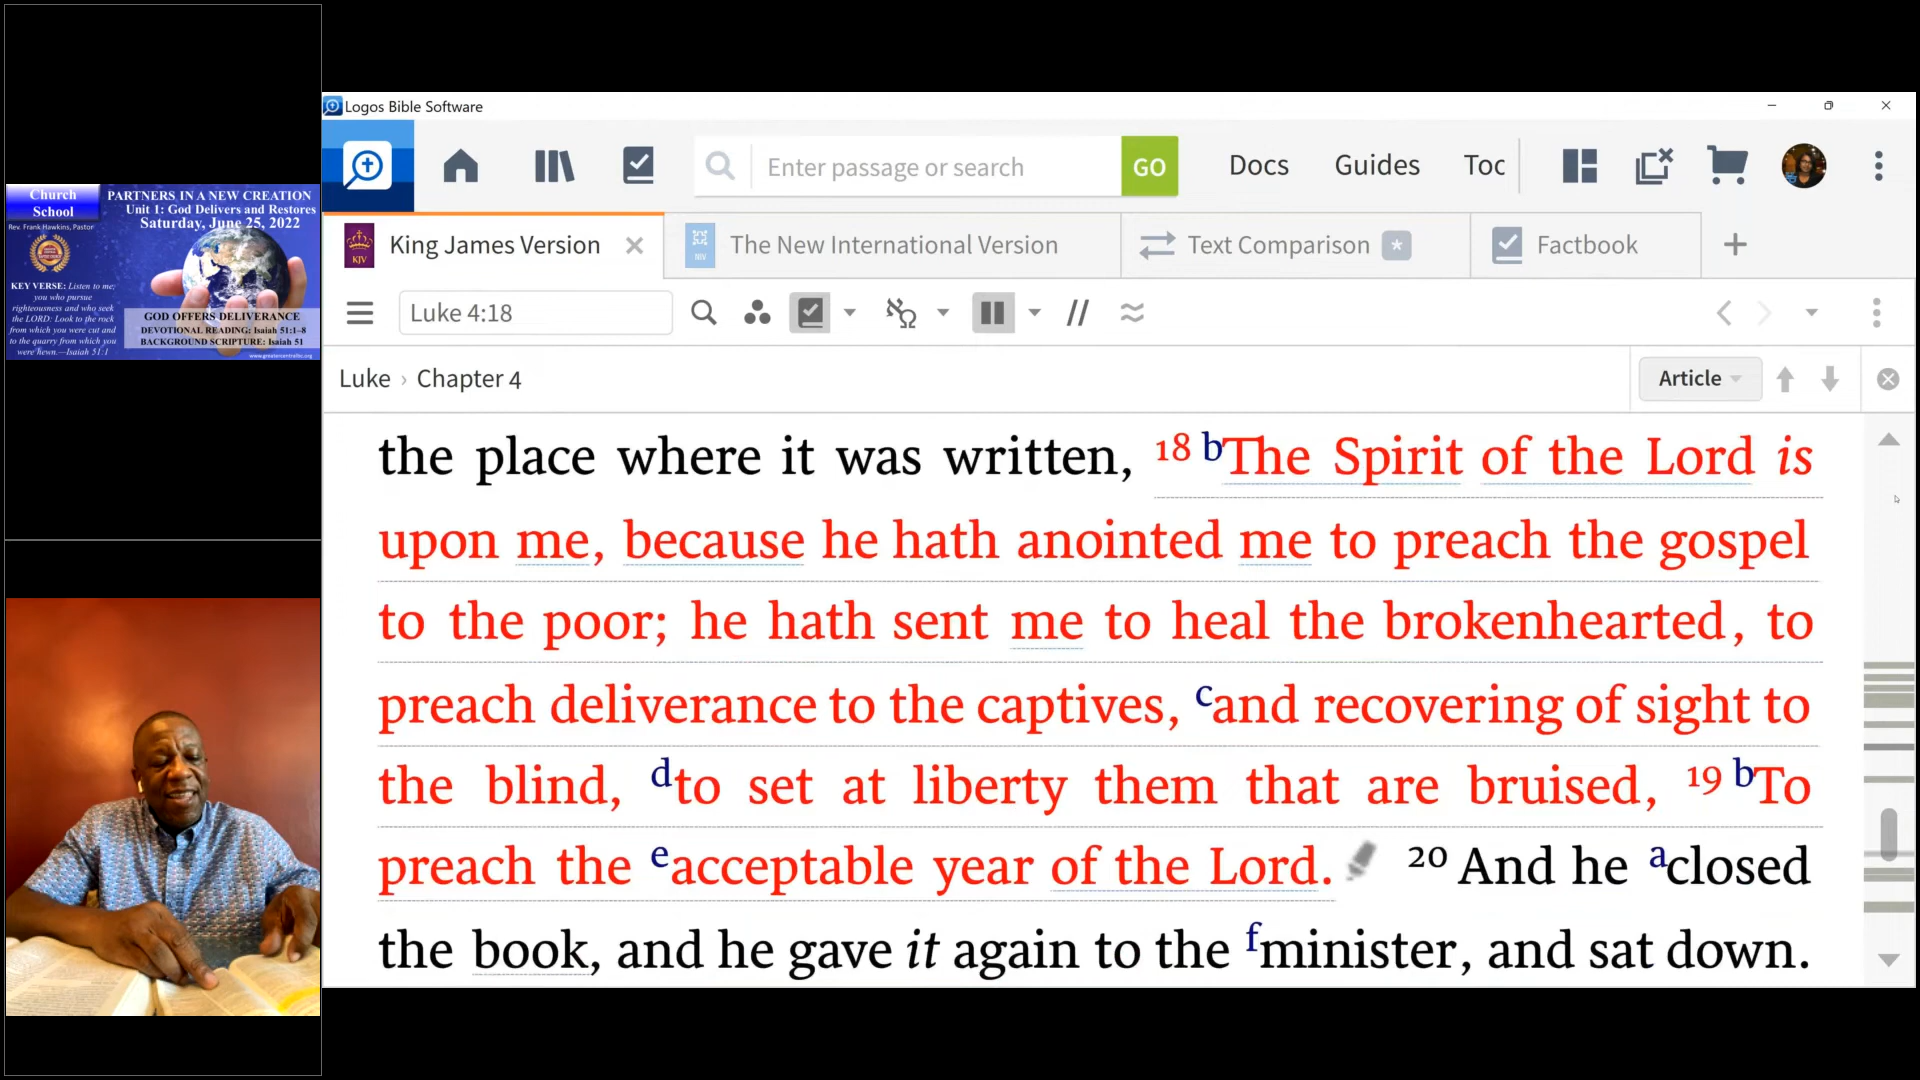 Church
School
Rev. Frank Hawkins, Pastor
KEY VERSE: Listen to me,
you who pursue
righteousness and who seek
the LORD: Look to the rock
from which you were cut and
to the quarry from which you
were hewn.—Isaiah 51:1
PARTNERS IN A NEW CREATION
Unit 1: God Delivers and Restores
Saturday, June 25, 2022
GOD OFFERS DELIVERANCE
DEVOTIONAL READING: Isaiah 51:1–8
BACKGROUND SCRIPTURE: Isaiah 51
Logos Bible Software
Enter passage or search
GO
Docs
Guides
Toc
KJV
King James Version
NIV
The New International Version
Text Comparison
*
Factbook
Luke 4:18
Luke › Chapter 4
Article
the place where it was written, 18 bThe Spirit of the Lord is
upon me, because he hath anointed me to preach the gospel
to the poor; he hath sent me to heal the brokenhearted, to
preach deliverance to the captives, cand recovering of sight to
the blind, dto set at liberty them that are bruised, 19 bTo
preach the eacceptable year of the Lord. 20 And he aclosed
the book, and he gave it again to the fminister, and sat down.